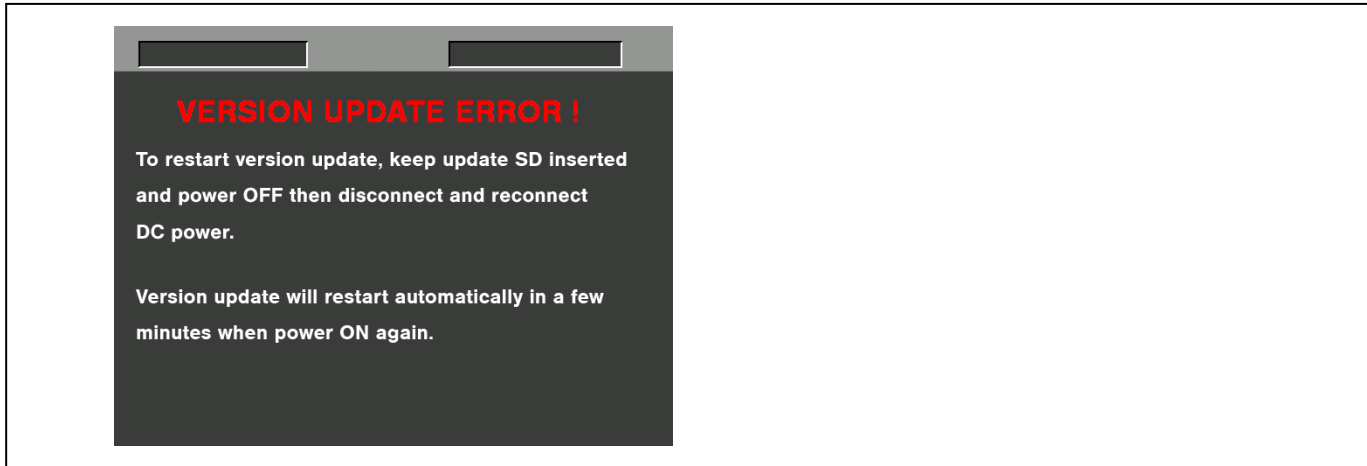 VERSION UPDATE ERROR !
To restart version update, keep update SD inserted
and power OFF then disconnect and reconnect
DC power.
Version update will restart automatically in a few
minutes when power ON again.